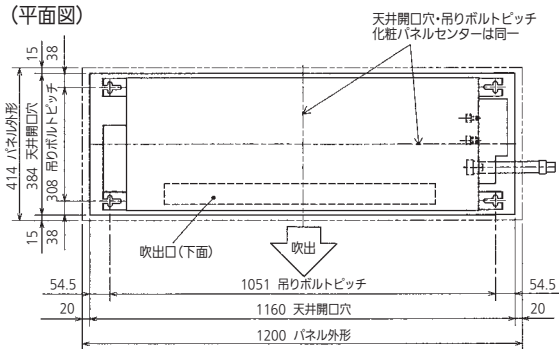 (平面図)
天井開口穴・吊りボルトピッチ
化粧パネルセンターは同一
15
38
414 パネル外形
384 天井開口穴
308 吊りボルトピッチ
15
38
吹出口(下面)
吹出
54.5
1051 吊りボルトピッチ
54.5
20
1160 天井開口穴
20
1200 パネル外形